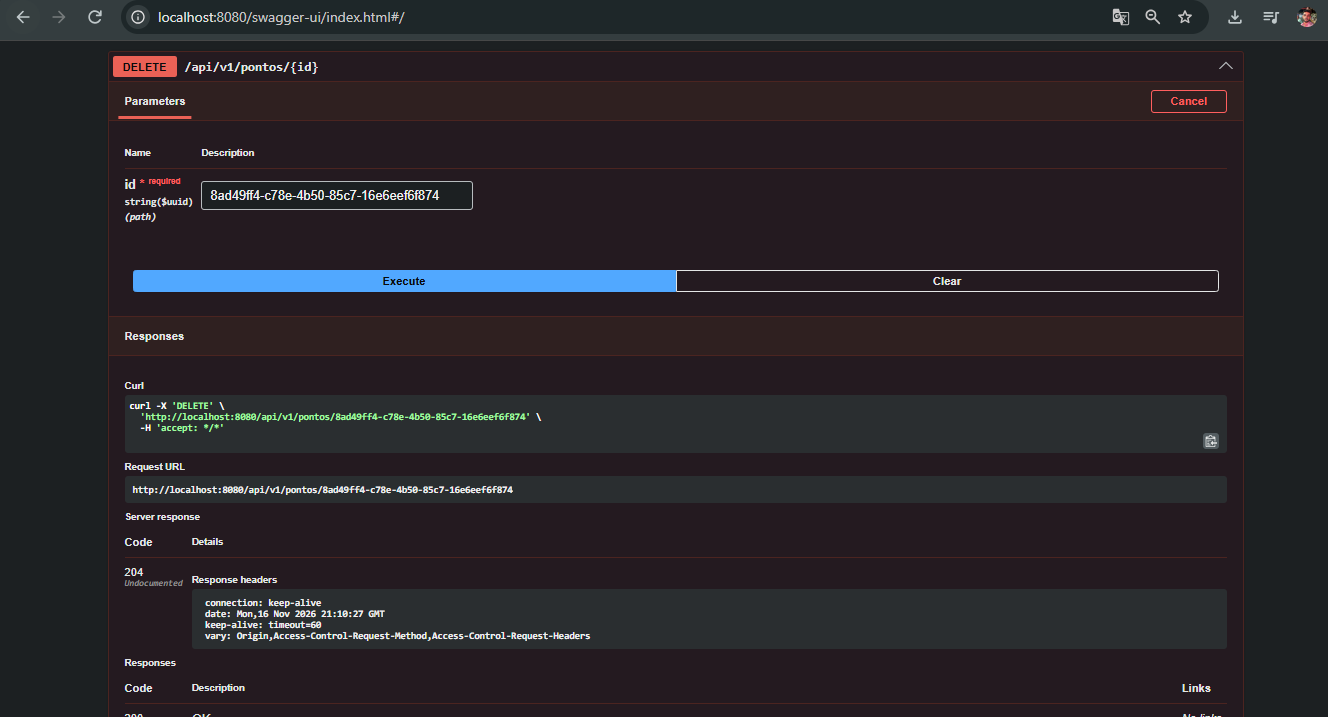 localhost:8080/swagger-ui/index.html#/
DELETE /api/v1/pontos/{id}
Parameters
Cancel
Name Description
id * required
string($uuid)
(path)
8ad49ff4-c78e-4b50-85c7-16e6eef6f874
Execute Clear
Responses
Curl
curl -X 'DELETE' \
'http://localhost:8080/api/v1/pontos/8ad49ff4-c78e-4b50-85c7-16e6eef6f874' \
-H 'accept: */*'
Request URL
http://localhost:8080/api/v1/pontos/8ad49ff4-c78e-4b50-85c7-16e6eef6f874
Server response
Code Details
204
Undocumented
Response headers
connection: keep-alive
date: Mon,16 Nov 2026 21:10:27 GMT
keep-alive: timeout=60
vary: Origin,Access-Control-Request-Method,Access-Control-Request-Headers
Responses
Code Description Links